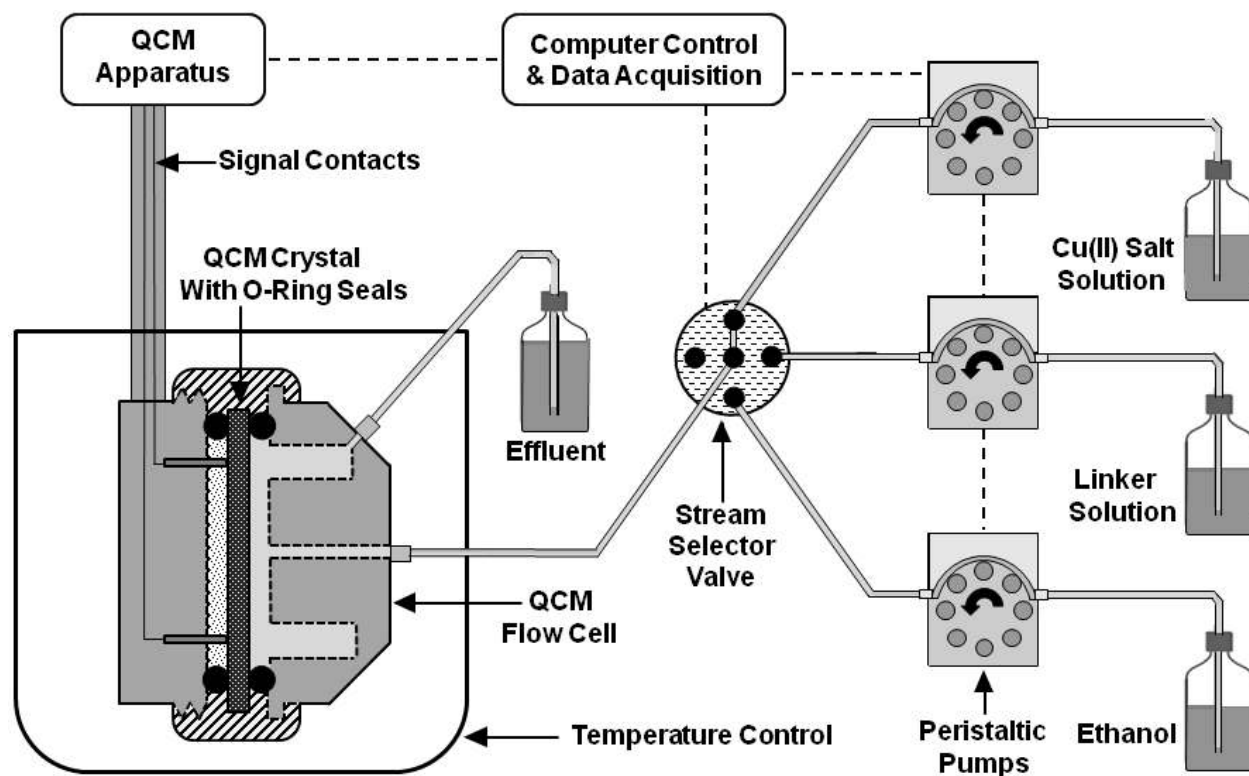 QCM
Apparatus
Computer Control
& Data Acquisition
Signal Contacts
QCM Crystal
With O-Ring Seals
Cu(II) Salt
Solution
Effluent
Linker
Solution
Stream
Selector
Valve
QCM
Flow Cell
Temperature Control
Peristaltic
Pumps
Ethanol